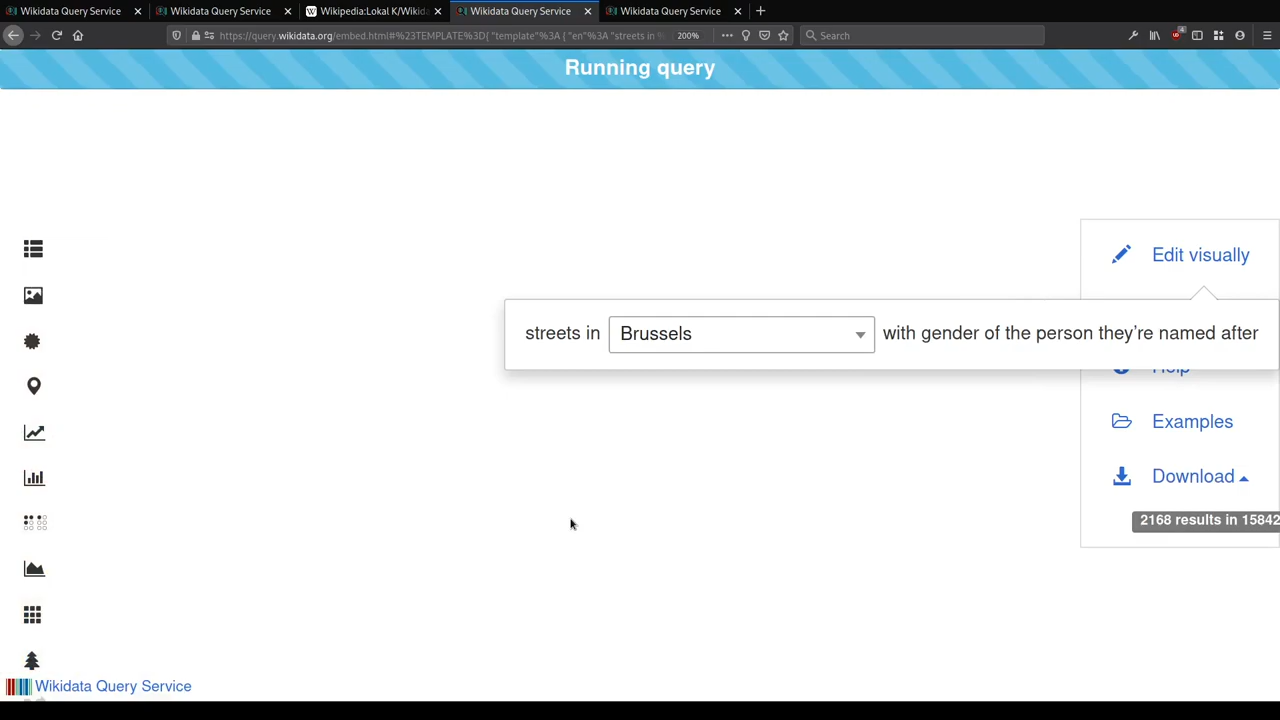 Wikidata Query Service
Wikidata Query Service
Wikipedia:Lokal K/Wikid
Wikidata Query Service
Wikidata Query Service
https://query.wikidata.org/embed.html#%23TEMPLATE%3D{ "template"%3A { "en"%3A "streets in
200%
Search
Running query
Edit visually
streets in Brussels with gender of the person they're named after
Help
Examples
Download
2168 results in 15842
Wikidata Query Service